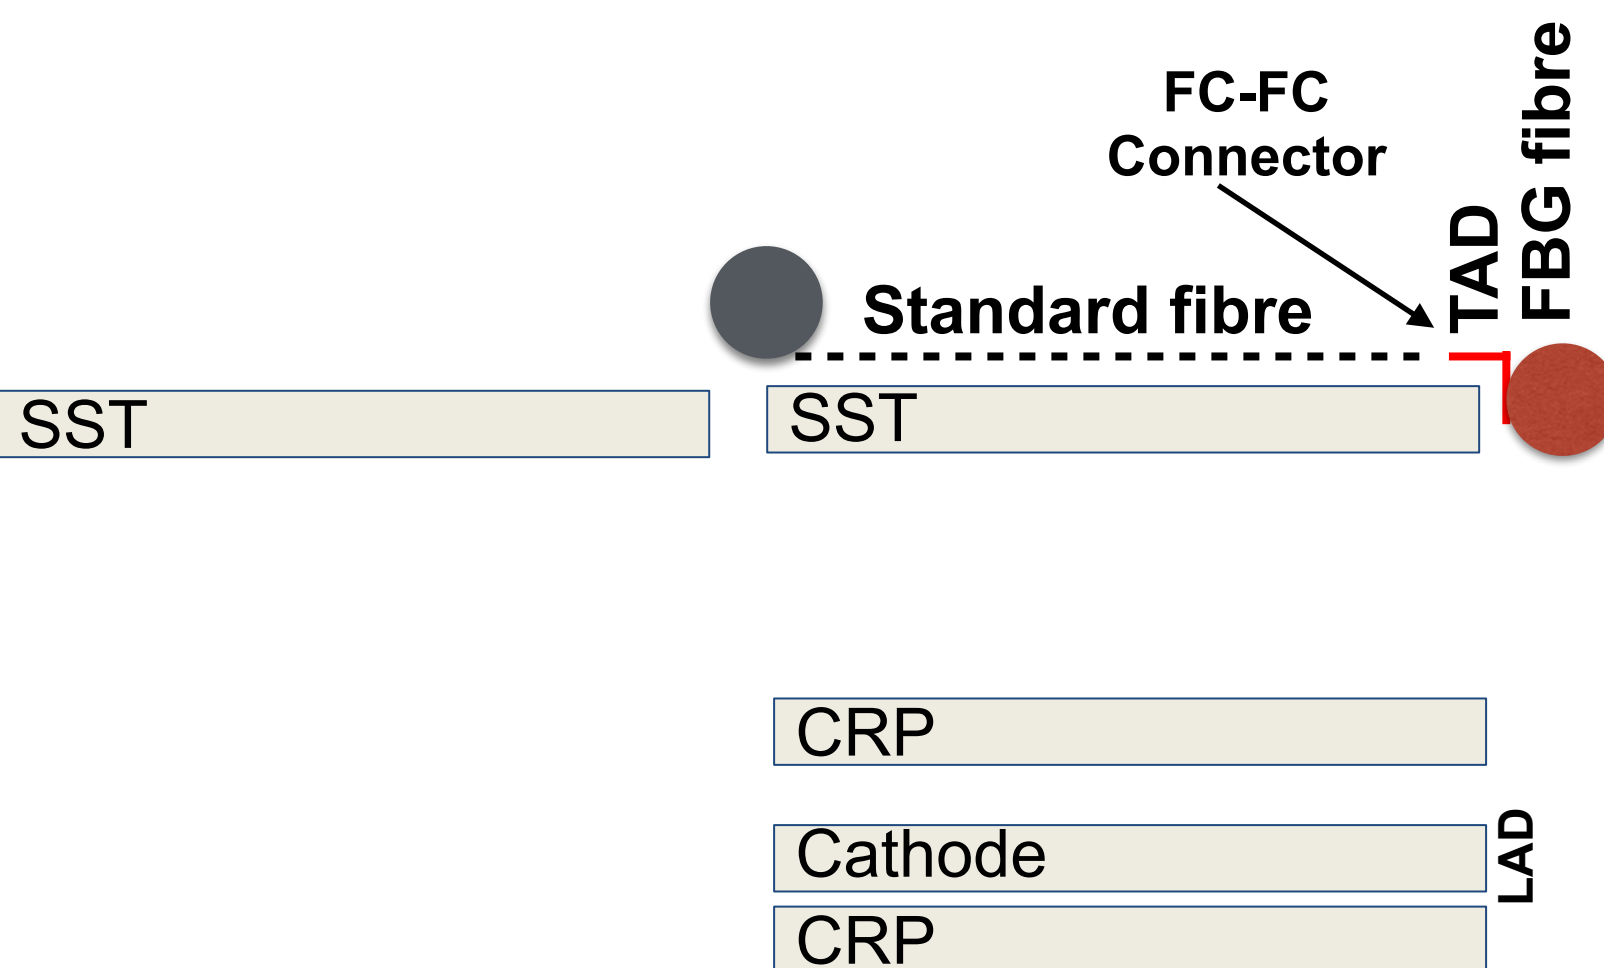 FC-FC
Connector
TAD
FBG fibre
Standard fibre
SST
SST
CRP
Cathode
LAD
CRP